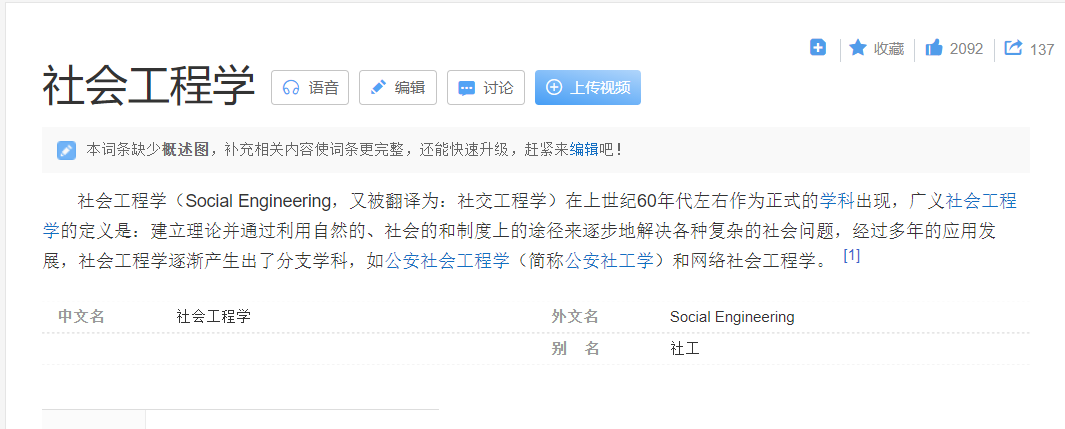 收藏 2092 137
社会工程学 语音 编辑 讨论 上传视频
本词条缺少概述图，补充相关内容使词条更完整，还能快速升级，赶紧来编辑吧！
社会工程学（Social Engineering，又被翻译为：社交工程学）在上世纪60年代左右作为正式的学科出现，广义社会工程
学的定义是：建立理论并通过利用自然的、社会的和制度上的途径来逐步地解决各种复杂的社会问题，经过多年的应用发
展，社会工程学逐渐产生出了分支学科，如公安社会工程学（简称公安社工学）和网络社会工程学。 [1]
中文名 社会工程学 外文名 Social Engineering
别 名 社工